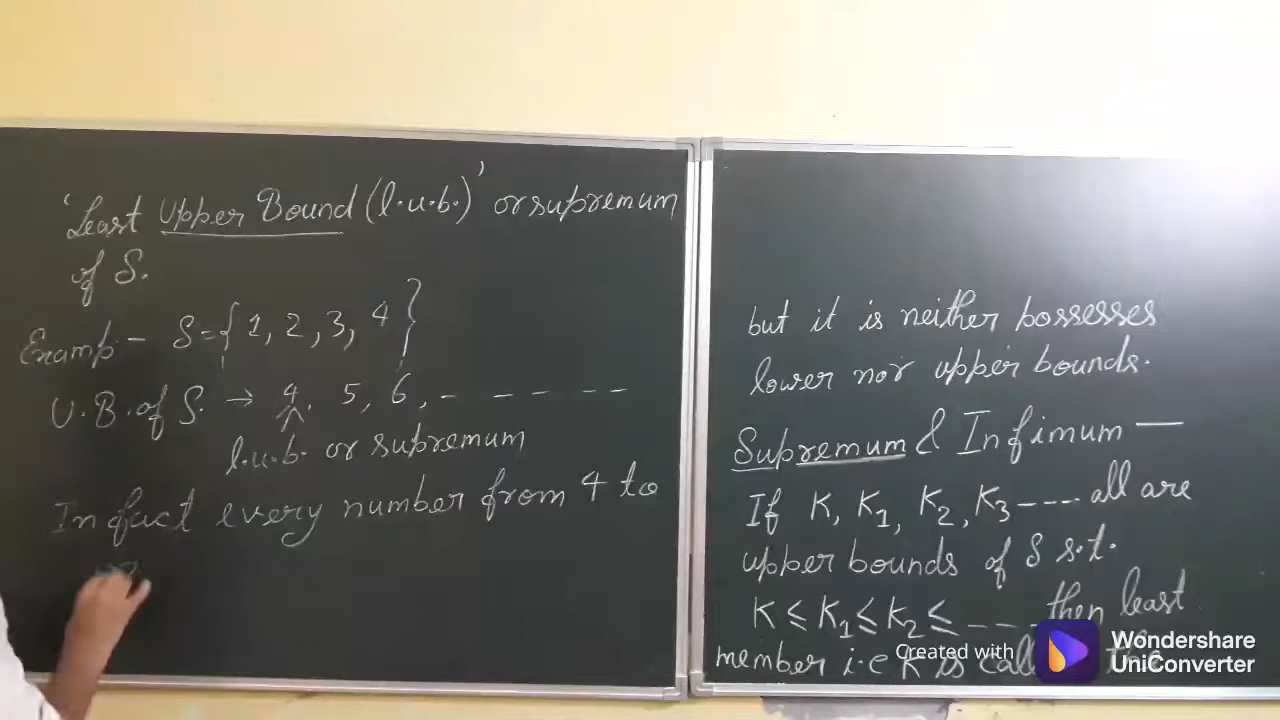 'Least Upper Bound (l.u.b.)' or supremum
of S.
Examp - S={1, 2, 3, 4}
U.B. of S. → 4, 5, 6, - - - - -
l.u.b. or supremum
In fact every number from 4 to
but it is neither possesses
lower nor upper bounds.
Supremum & Infimum —
If K, K₁, K₂, K₃ ---- all are
upper bounds of S s.t.
K ≤ K₁ ≤ K₂ ≤ ---- then least
member i.e K is
Created with
Wondershare
UniConverter